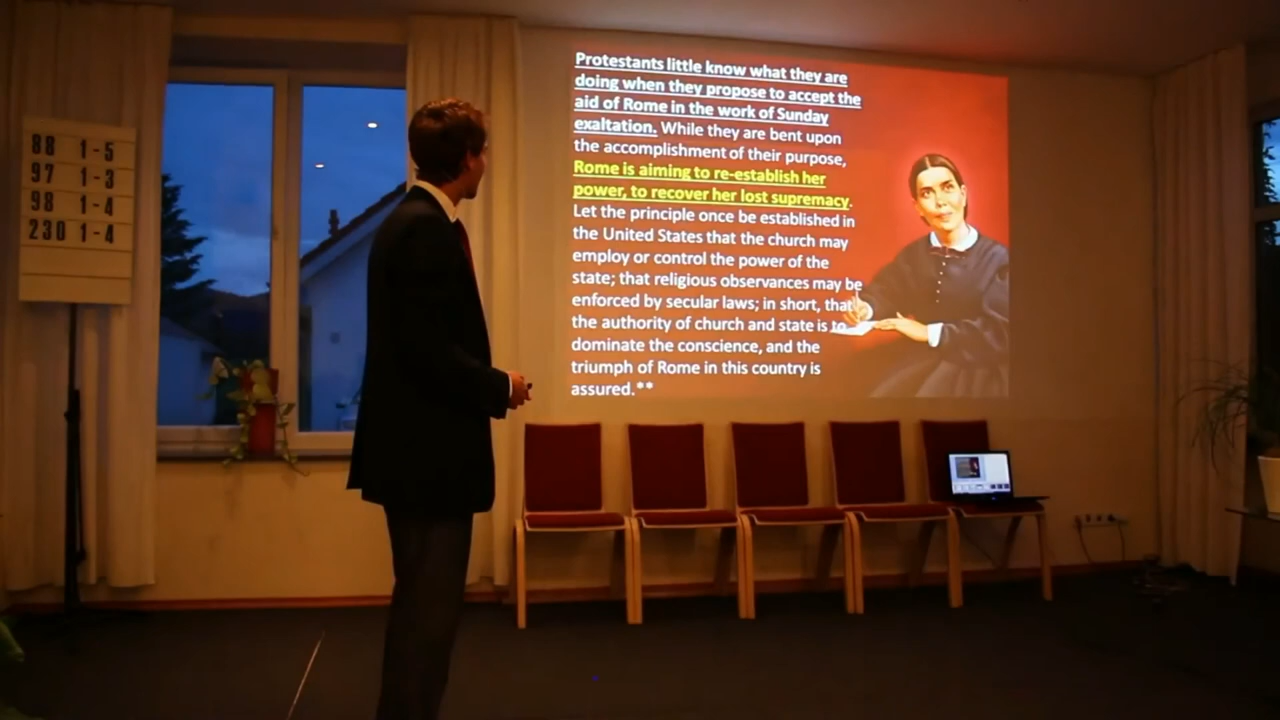 88 1-5
97 1-3
98 1-4
230 1-4
Protestants little know what they are
doing when they propose to accept the
aid of Rome in the work of Sunday
exaltation. While they are bent upon
the accomplishment of their purpose,
Rome is aiming to re-establish her
power, to recover her lost supremacy.
Let the principle once be established in
the United States that the church may
employ or control the power of the
state; that religious observances may be
enforced by secular laws; in short, that
the authority of church and state is to
dominate the conscience, and the
triumph of Rome in this country is
assured.**